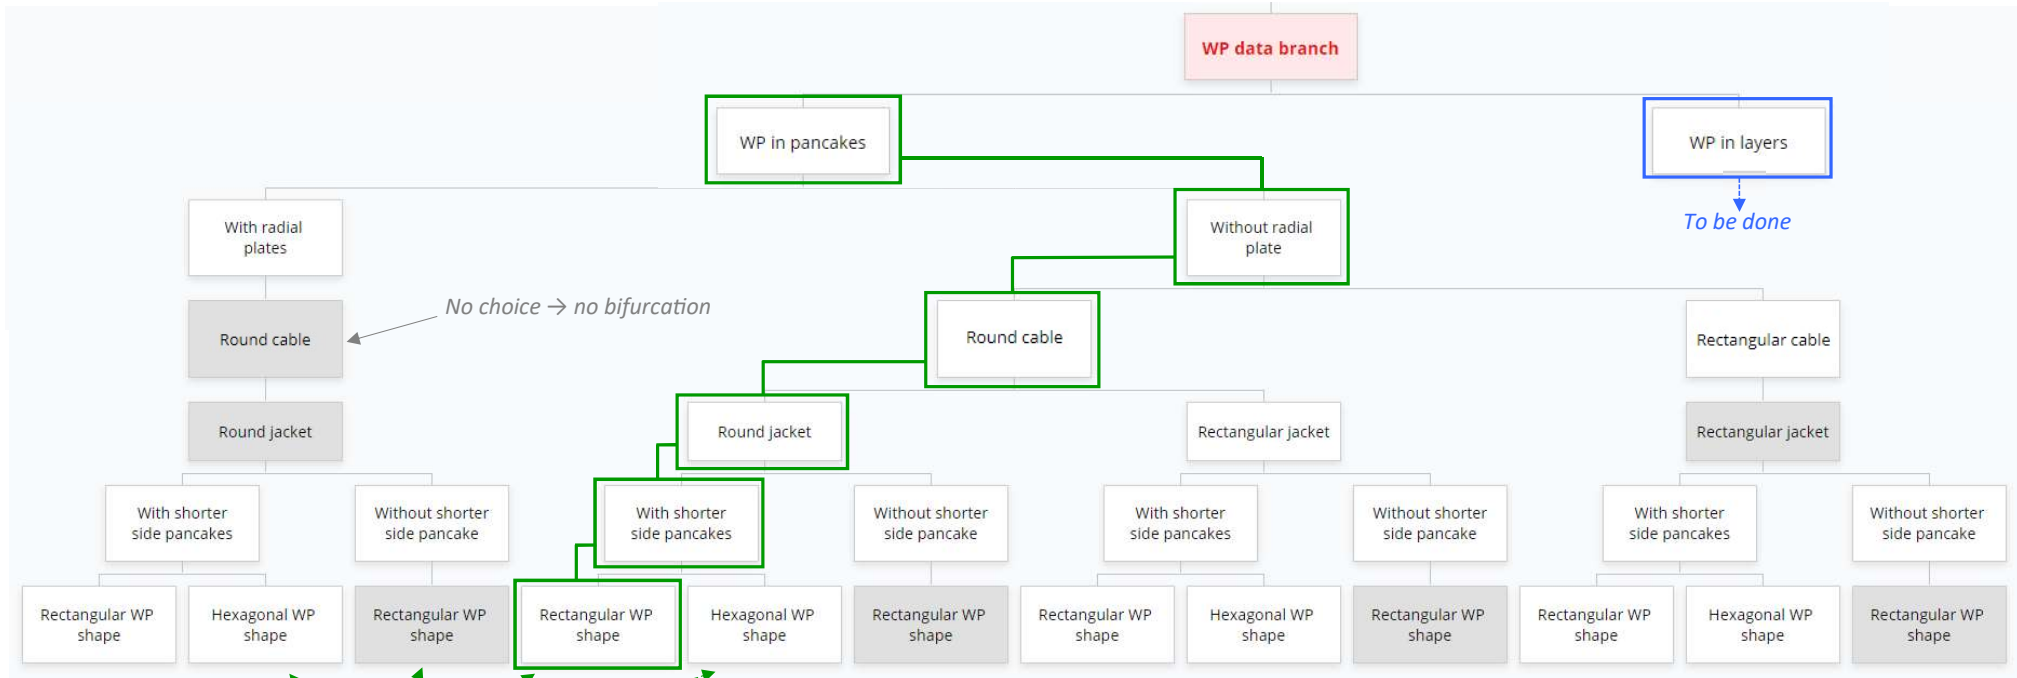 WP data branch
WP in pancakes
WP in layers
With radial
plates
Without radial
plate
To be done
No choice → no bifurcation
Round cable
Round cable
Rectangular cable
Round jacket
Round jacket
Rectangular jacket
Rectangular jacket
With shorter
side pancakes
Without shorter
side pancake
With shorter
side pancakes
Without shorter
side pancake
With shorter
side pancakes
Without shorter
side pancake
With shorter
side pancakes
Without shorter
side pancake
Rectangular WP
shape
Hexagonal WP
shape
Rectangular WP
shape
Rectangular WP
shape
Hexagonal WP
shape
Rectangular WP
shape
Rectangular WP
shape
Hexagonal WP
shape
Rectangular WP
shape
Rectangular WP
shape
Hexagonal WP
shape
Rectangular WP
shape